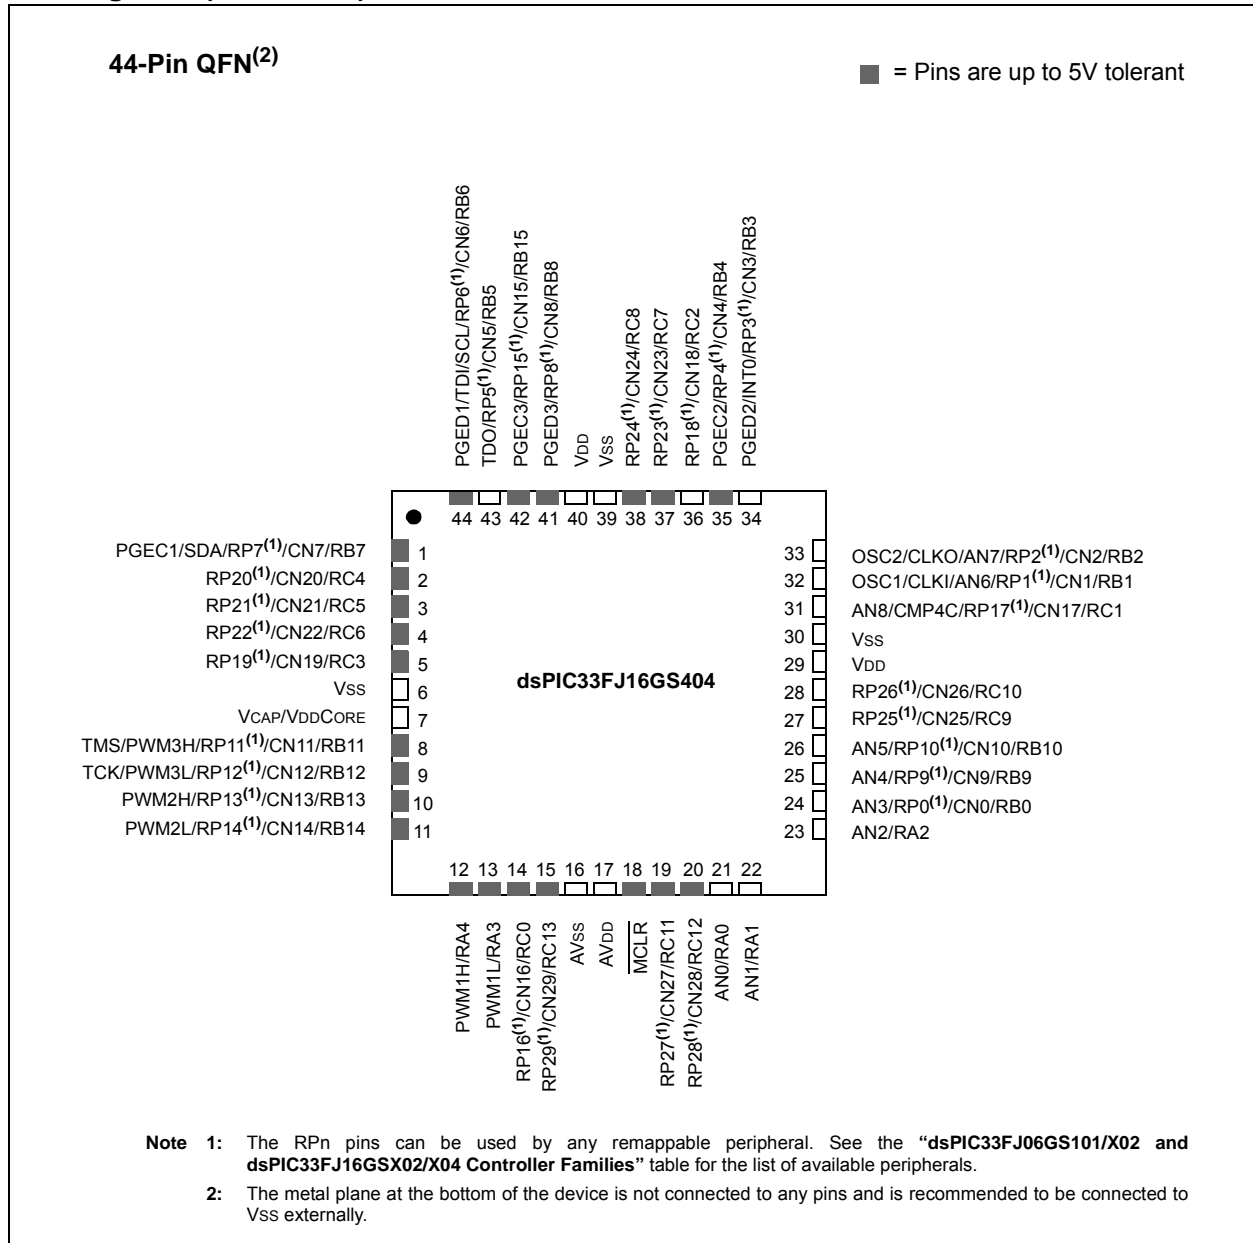 44-Pin QFN(2)
= Pins are up to 5V tolerant
PGED1/TDI/SCL/RP6(1)/CN6/RB6
TDO/RP5(1)/CN5/RB5
PGEC3/RP15(1)/CN15/RB15
PGED3/RP8(1)/CN8/RB8
VDD
VSS
RP24(1)/CN24/RC8
RP23(1)/CN23/RC7
RP18(1)/CN18/RC2
PGEC2/RP4(1)/CN4/RB4
PGED2/INT0/RP3(1)/CN3/RB3
44 43 42 41 40 39 38 37 36 35 34
PGEC1/SDA/RP7(1)/CN7/RB7 1
RP20(1)/CN20/RC4 2
RP21(1)/CN21/RC5 3
RP22(1)/CN22/RC6 4
RP19(1)/CN19/RC3 5
VSS 6
VCAP/VDDCORE 7
TMS/PWM3H/RP11(1)/CN11/RB11 8
TCK/PWM3L/RP12(1)/CN12/RB12 9
PWM2H/RP13(1)/CN13/RB13 10
PWM2L/RP14(1)/CN14/RB14 11
dsPIC33FJ16GS404
33 OSC2/CLKO/AN7/RP2(1)/CN2/RB2
32 OSC1/CLKI/AN6/RP1(1)/CN1/RB1
31 AN8/CMP4C/RP17(1)/CN17/RC1
30 VSS
29 VDD
28 RP26(1)/CN26/RC10
27 RP25(1)/CN25/RC9
26 AN5/RP10(1)/CN10/RB10
25 AN4/RP9(1)/CN9/RB9
24 AN3/RP0(1)/CN0/RB0
23 AN2/RA2
12 13 14 15 16 17 18 19 20 21 22
PWM1H/RA4
PWM1L/RA3
RP16(1)/CN16/RC0
RP29(1)/CN29/RC13
AVSS
AVDD
MCLR
RP27(1)/CN27/RC11
RP28(1)/CN28/RC12
AN0/RA0
AN1/RA1
Note 1: The RPn pins can be used by any remappable peripheral. See the “dsPIC33FJ06GS101/X02 and
dsPIC33FJ16GSX02/X04 Controller Families” table for the list of available peripherals.
2: The metal plane at the bottom of the device is not connected to any pins and is recommended to be connected to
VSS externally.